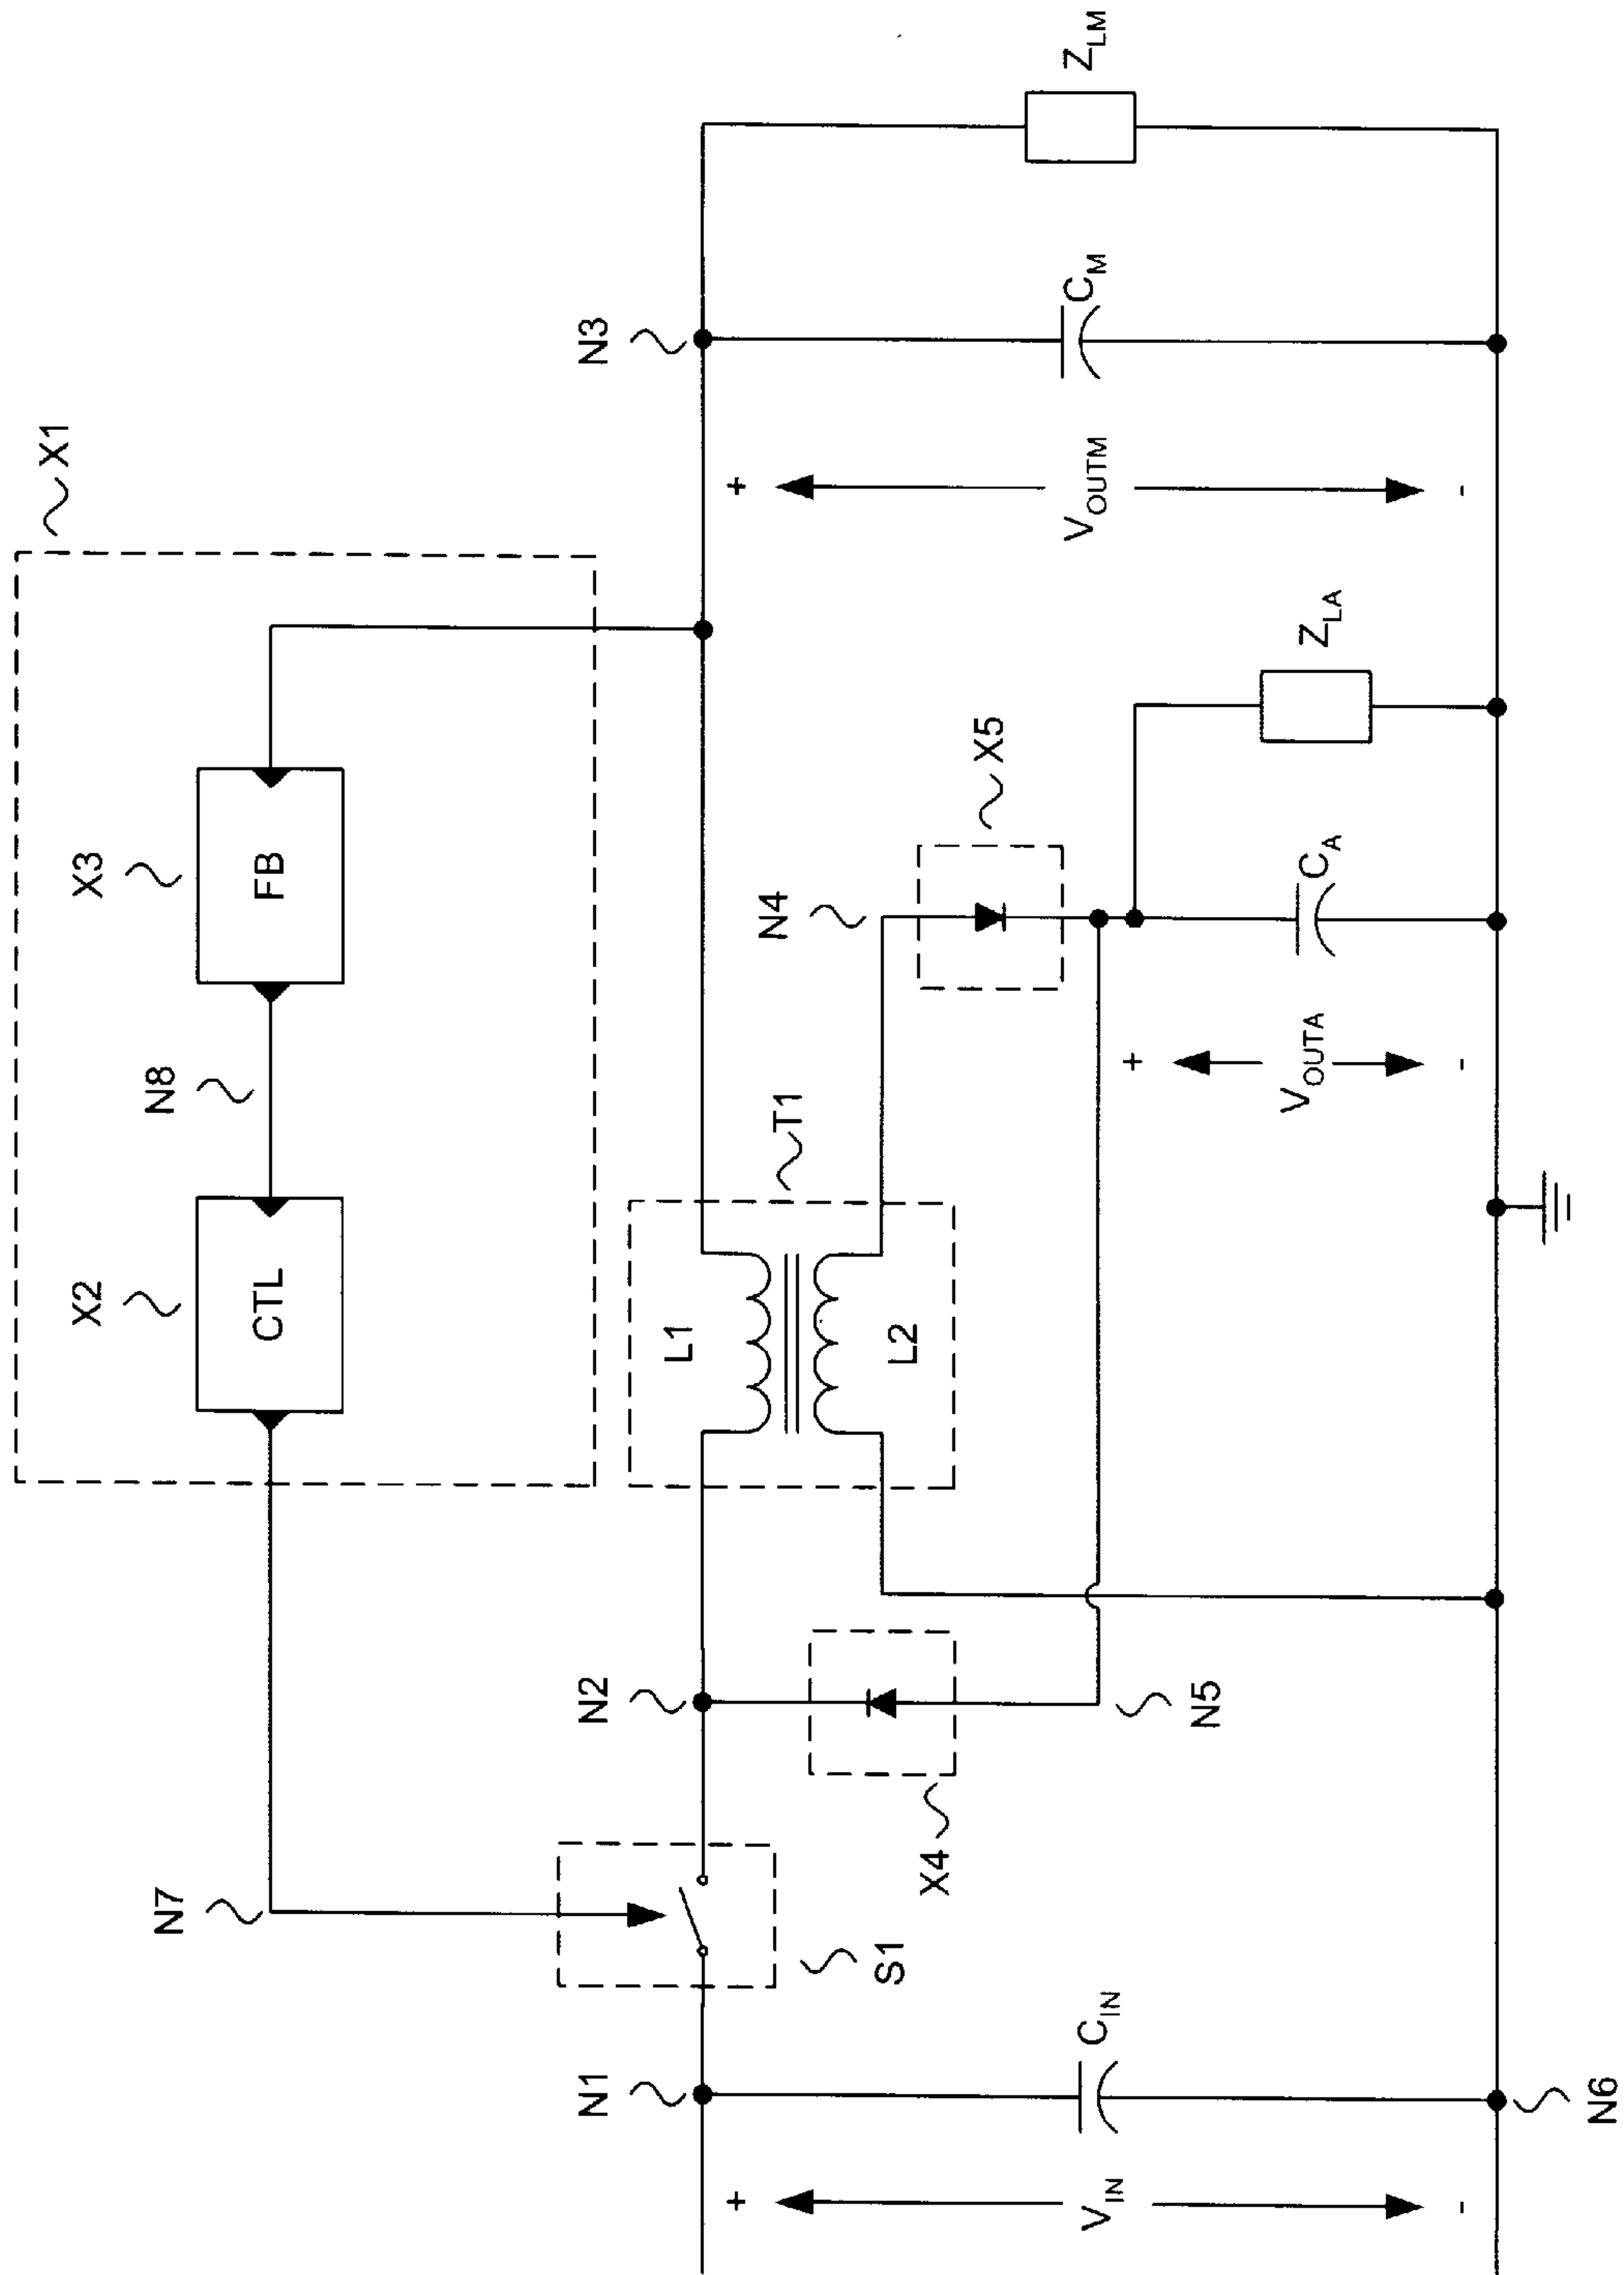 X1
X2
CTL
N8
X3
FB
N7
N1
S1
N2
L1
T1
L2
N4
X5
N3
X4
N5
+
V_IN
-
C_IN
N6
+
V_OUTA
-
C_A
Z_LA
+
V_OUTM
-
C_M
Z_LM